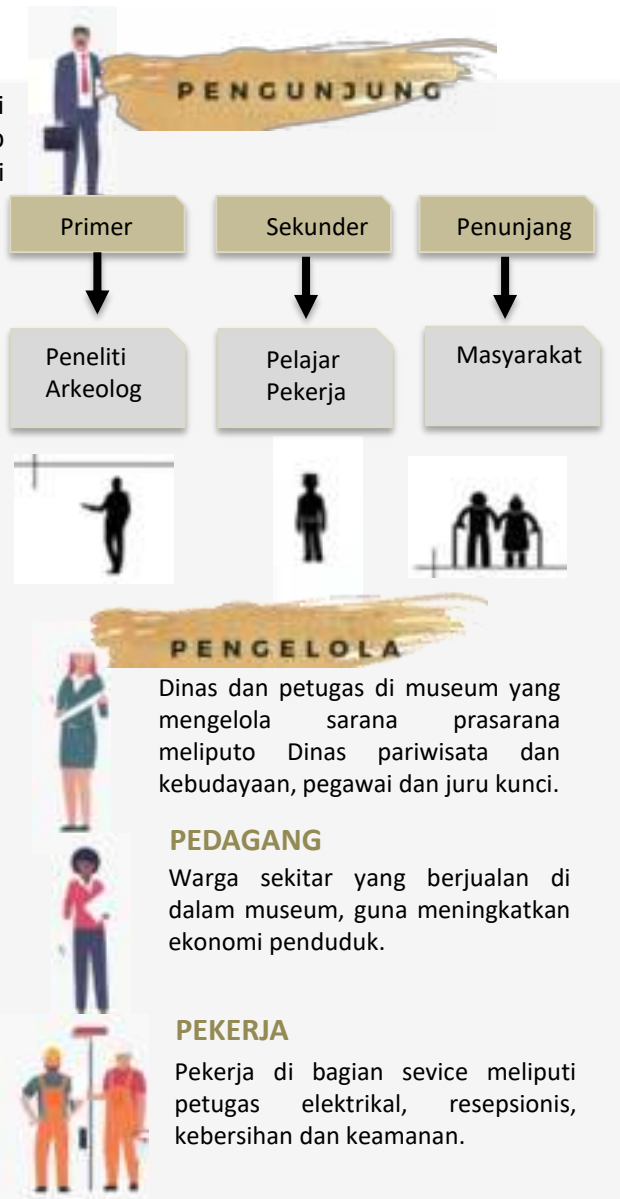 PENGUNJUNG
i
i
Primer
Sekunder
Penunjang
Peneliti
Arkeolog
Pelajar
Pekerja
Masyarakat
PENGELOLA
Dinas dan petugas di museum yang
mengelola sarana prasarana
meliputo Dinas pariwisata dan
kebudayaan, pegawai dan juru kunci.
PEDAGANG
Warga sekitar yang berjualan di
dalam museum, guna meningkatkan
ekonomi penduduk.
PEKERJA
Pekerja di bagian sevice meliputi
petugas elektrikal, resepsionis,
kebersihan dan keamanan.